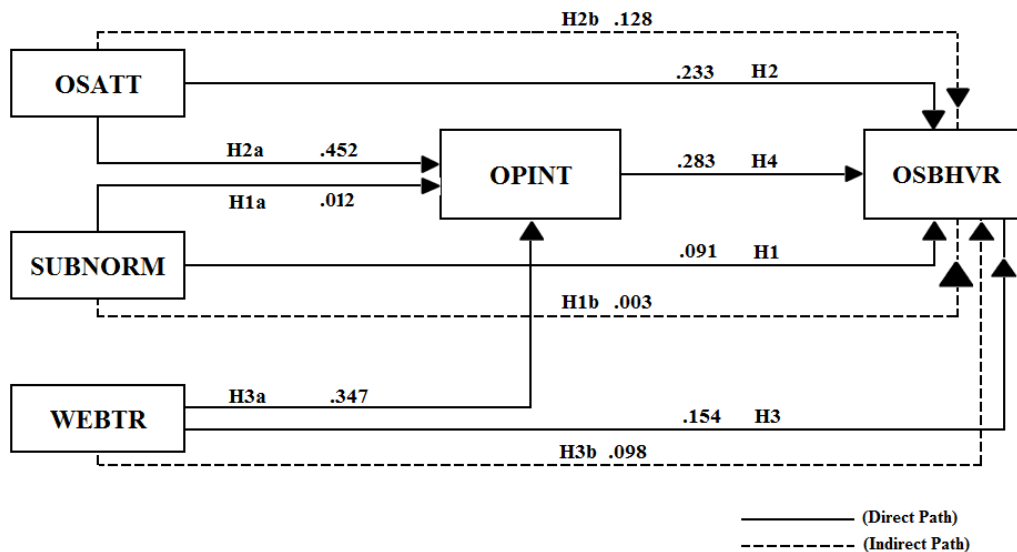 H2b .128
OSATT
.233 H2
H2a .452
OPINT
.283 H4
OSBHVR
H1a .012
SUBNORM
.091 H1
H1b .003
H3a .347
WEBTR
.154 H3
H3b .098
(Direct Path)
(Indirect Path)